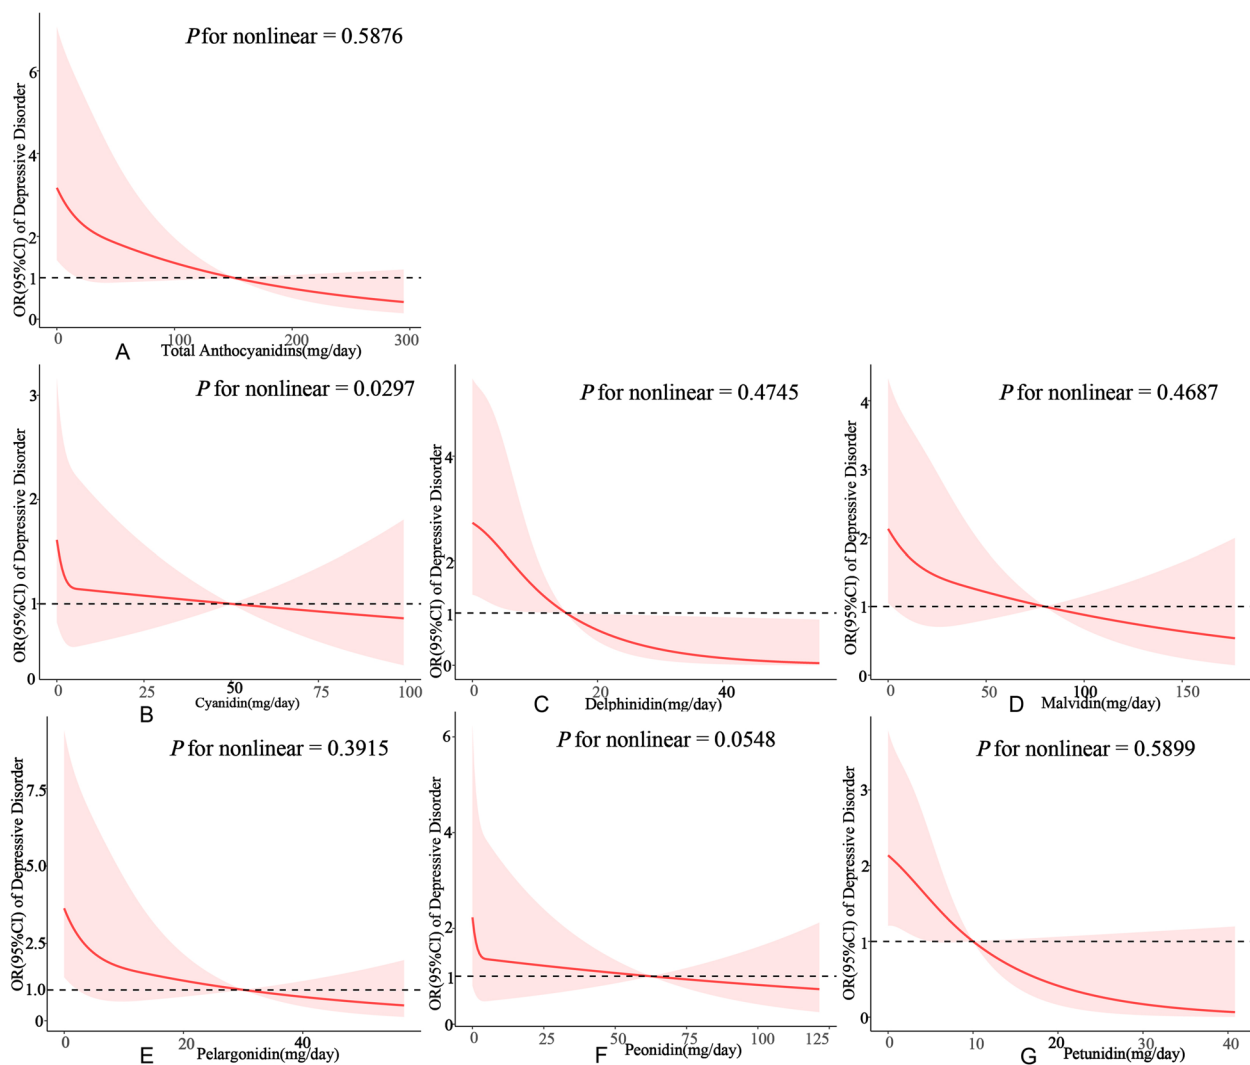 P for nonlinear = 0.5876
OR(95%CI) of Depressive Disorder
6
4
2
1
0
0 100 200 300
A Total Anthocyanidins(mg/day)
P for nonlinear = 0.0297
OR(95%CI) of Depressive Disorder
3
2
1
0
0 25 50 75 100
B Cyanidin(mg/day)
P for nonlinear = 0.4745
OR(95%CI) of Depressive Disorder
4
2
1
0
0 20 40
C Delphinidin(mg/day)
P for nonlinear = 0.4687
OR(95%CI) of Depressive Disorder
4
3
2
1
0
0 50 100 150
D Malvidin(mg/day)
P for nonlinear = 0.3915
OR(95%CI) of Depressive Disorder
7.5
5.0
2.5
1.0
0
0 20 40
E Pelargonidin(mg/day)
P for nonlinear = 0.0548
OR(95%CI) of Depressive Disorder
6
4
2
1
0
0 25 50 75 100 125
F Peonidin(mg/day)
P for nonlinear = 0.5899
OR(95%CI) of Depressive Disorder
3
2
1
0
0 10 20 30 40
G Petunidin(mg/day)